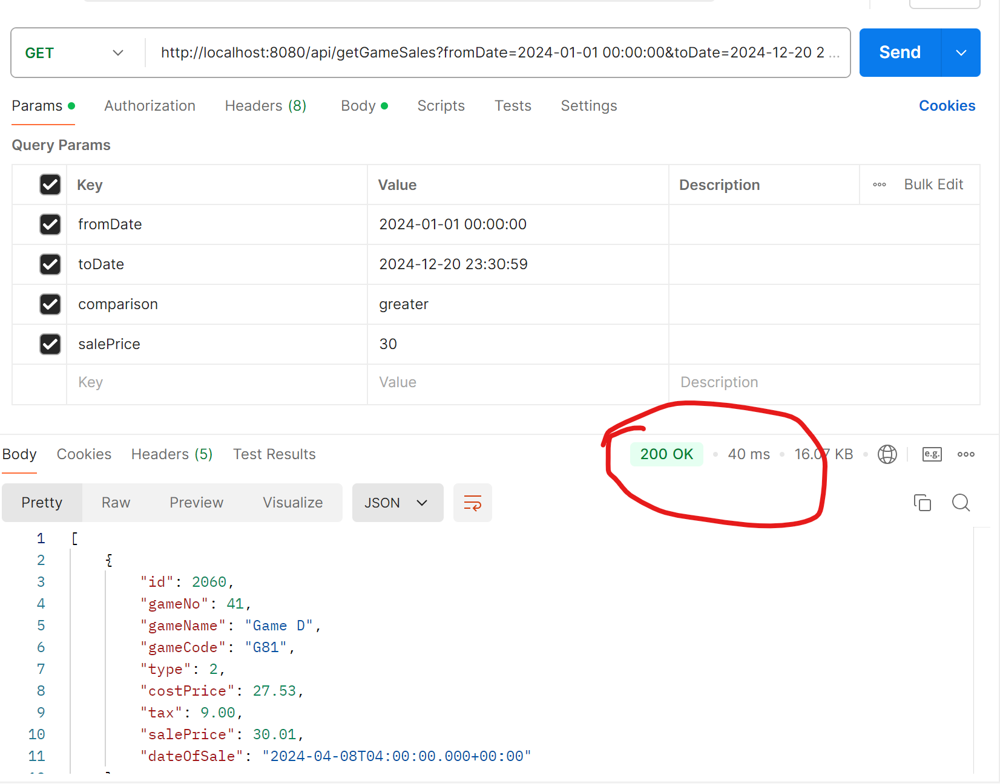 GET http://localhost:8080/api/getGameSales?fromDate=2024-01-01 00:00:00&toDate=2024-12-20 2 ... Send
Params Authorization Headers (8) Body Scripts Tests Settings Cookies
Query Params
Key Value Description Bulk Edit
fromDate 2024-01-01 00:00:00
toDate 2024-12-20 23:30:59
comparison greater
salePrice 30
Key Value Description
Body Cookies Headers (5) Test Results 200 OK 40 ms 16.07 KB e.g.
Pretty Raw Preview Visualize JSON
1 [
2 {
3 "id": 2060,
4 "gameNo": 41,
5 "gameName": "Game D",
6 "gameCode": "G81",
7 "type": 2,
8 "costPrice": 27.53,
9 "tax": 9.00,
10 "salePrice": 30.01,
11 "dateOfSale": "2024-04-08T04:00:00.000+00:00"